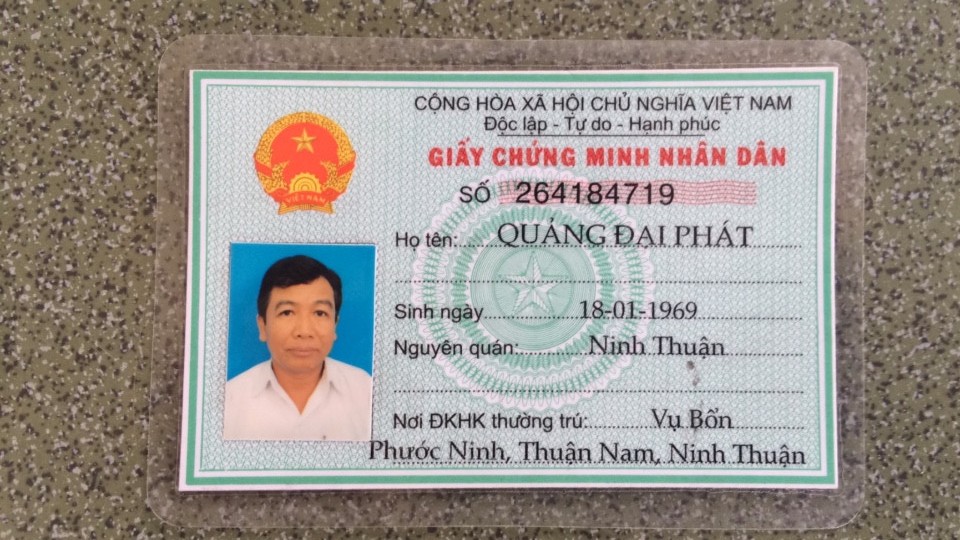 CỘNG HÒA XÃ HỘI CHỦ NGHĨA VIỆT NAM
Độc lập - Tự do - Hạnh phúc
GIẤY CHỨNG MINH NHÂN DÂN
SỐ 264184719
Họ tên: QUẢNG ĐẠI PHÁT
Sinh ngày 18-01-1969
Nguyên quán: Ninh Thuận
Nơi ĐKHK thường trú: Vụ Bổn
Phước Ninh, Thuận Nam, Ninh Thuận
VIỆT NAM